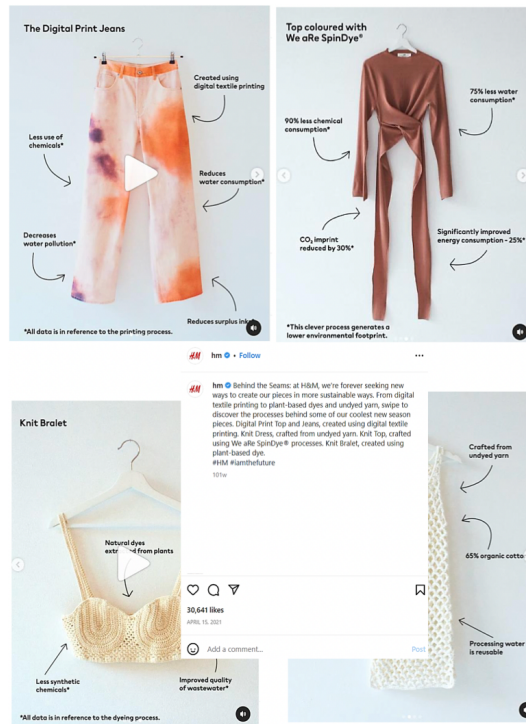 The Digital Print Jeans
Created using
digital textile printing
Less use of
chemicals*
Reduces
water consumption*
Decreases
water pollution*
Reduces surplus
*All data is in reference to the printing process.
Top coloured with
We aRe SpinDye®
75% less water
consumption*
90% less chemical
consumption*
CO₂ imprint
reduced by 30%*
Significantly improved
energy consumption - 25%*
*This clever process generates a
lower environmental footprint.
H&M hm • Follow
H&M hm Behind the Seams: at H&M, we're forever seeking new
ways to create our pieces in more sustainable ways. From digital
textile printing to plant-based dyes and undyed yarn, swipe to
discover the processes behind some of our coolest new season
pieces. Digital Print Top and Jeans, created using digital textile
printing. Knit Dress, crafted from undyed yarn. Knit Top, crafted
using We aRe SpinDye® processes. Knit Bralet, created using
plant-based dye.
#HM #iamthefuture
101w
30,641 likes
APRIL 15, 2021
Add a comment...
Post
Knit Bralet
Natural dyes
from plants
Less synthetic
chemicals*
Improved quality
of wastewater*
*All data is in reference to the dyeing process.
Crafted from
undyed yarn
65% organic cotto
Processing water
is reusable